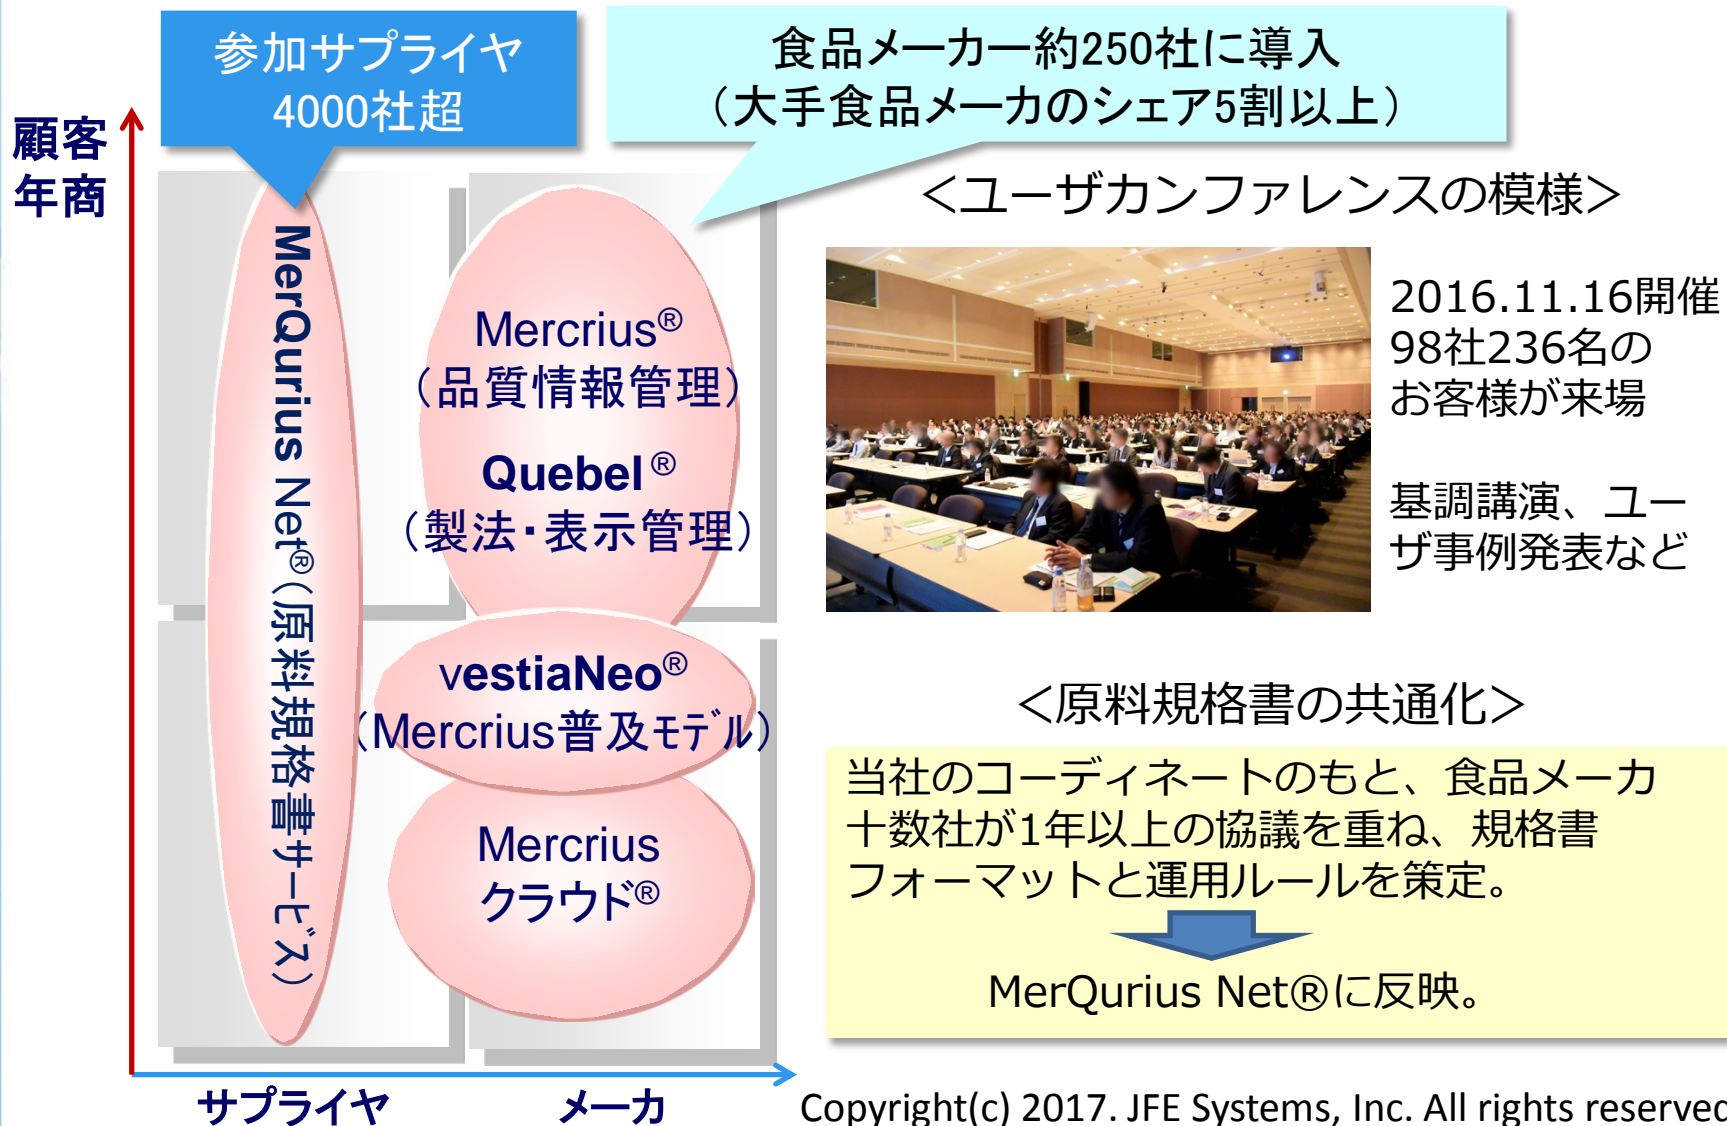 参加サプライヤ
4000社超
食品メーカー約250社に導入
（大手食品メーカのシェア5割以上）
顧客
年商
MerQurius Net®（原料規格書サービス）
Mercrius®
（品質情報管理）
Quebel®
（製法・表示管理）
vestiaNeo®
（Mercrius普及ﾓﾃﾞﾙ）
Mercrius
クラウド®
サプライヤ
メーカ
＜ユーザカンファレンスの模様＞
2016.11.16開催
98社236名の
お客様が来場
基調講演、ユー
ザ事例発表など
＜原料規格書の共通化＞
当社のコーディネートのもと、食品メーカ
十数社が1年以上の協議を重ね、規格書
フォーマットと運用ルールを策定。
MerQurius Net®に反映。
Copyright(c) 2017. JFE Systems, Inc. All rights reserved